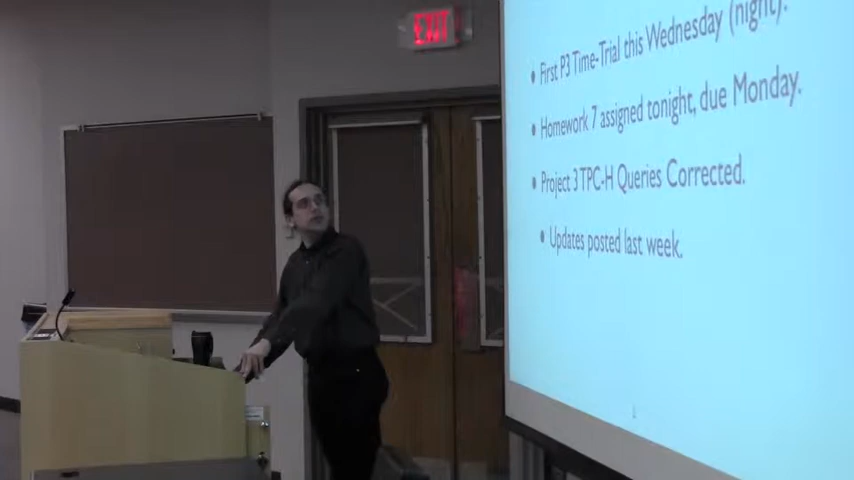 EXIT
• First P3 Time-Trial this Wednesday (night).
• Homework 7 assigned tonight, due Monday.
• Project 3 TPC-H Queries Corrected.
• Updates posted last week.